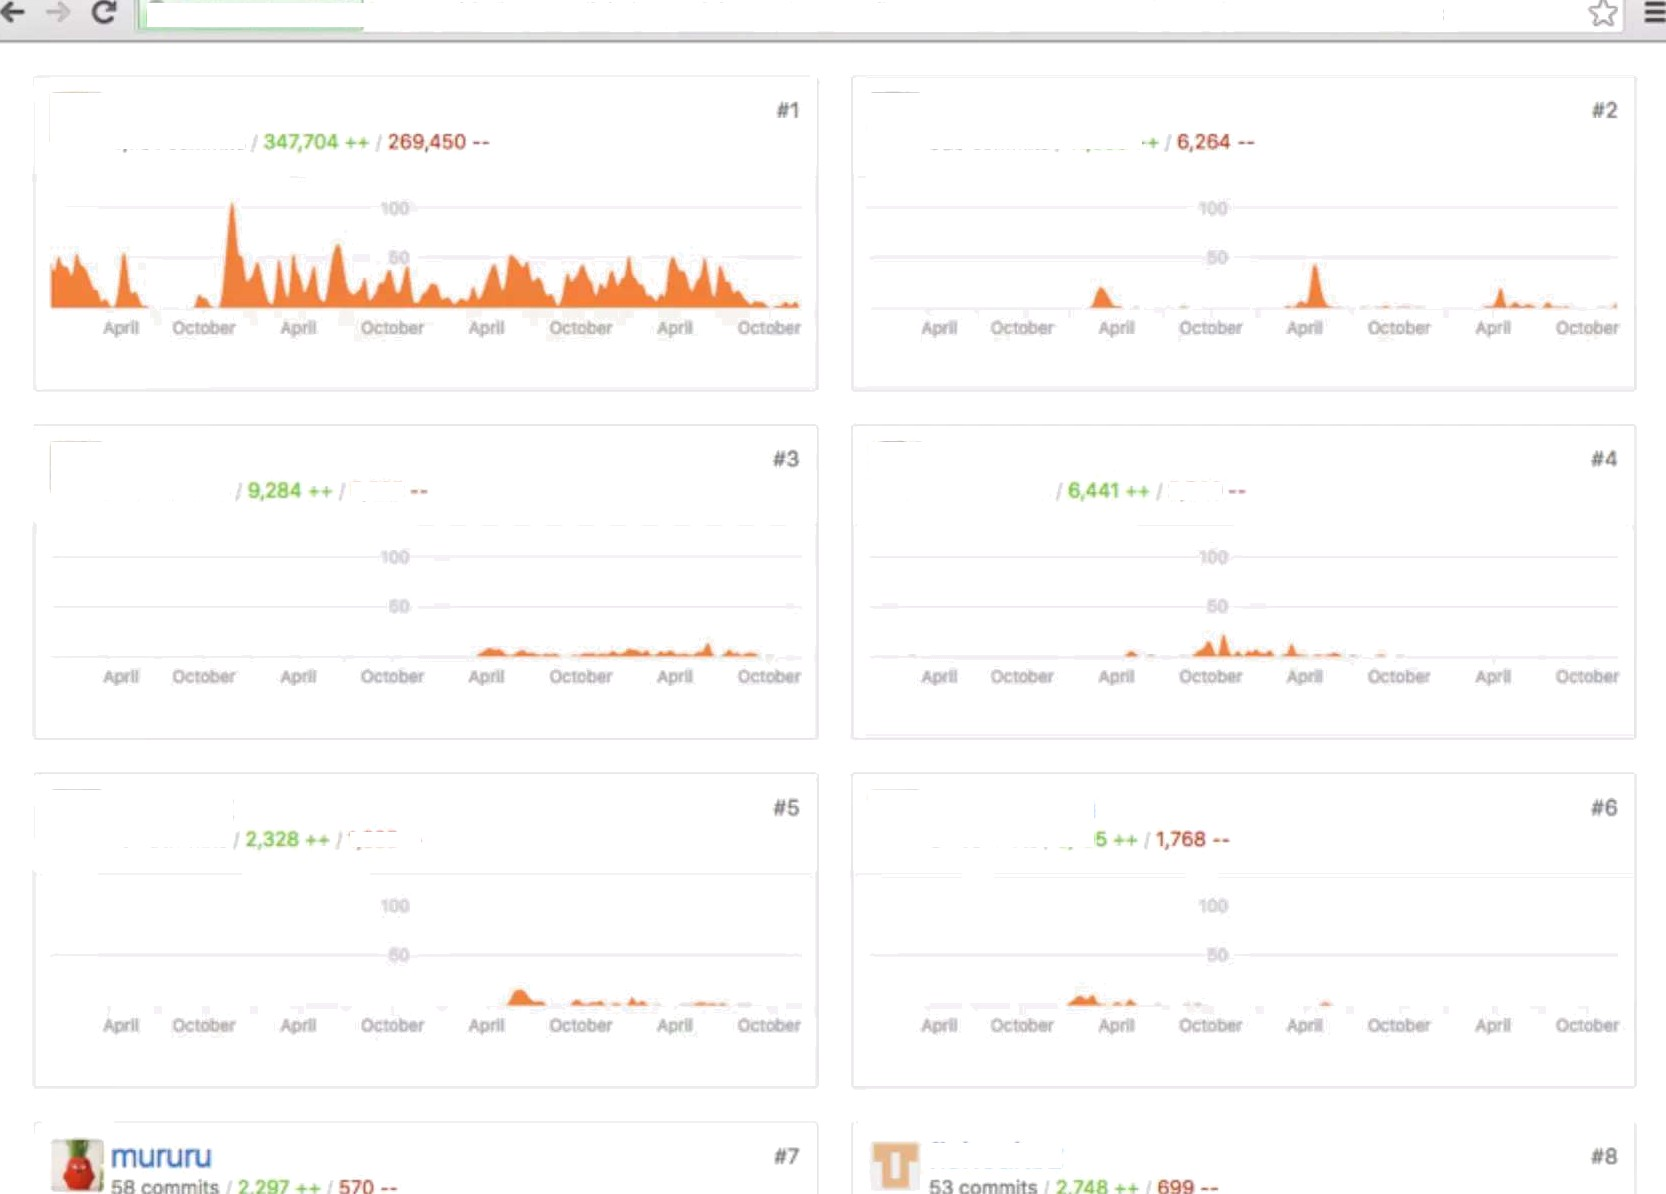 #1
/ 347,704 ++ / 269,450 --
100
50
April October April October April October April October
#2
++ / 6,264 --
100
50
April October April October April October April October
#3
/ 9,284 ++ / --
100
50
April October April October April October April October
#4
/ 6,441 ++ / --
100
50
April October April October April October April October
#5
/ 2,328 ++ /
100
50
April October April October April October April October
#6
5 ++ / 1,768 --
100
50
April October April October April October April October
mururu #7
58 commits / 2,297 ++ / 570 --
#8
53 commits / 2,748 ++ / 699 --